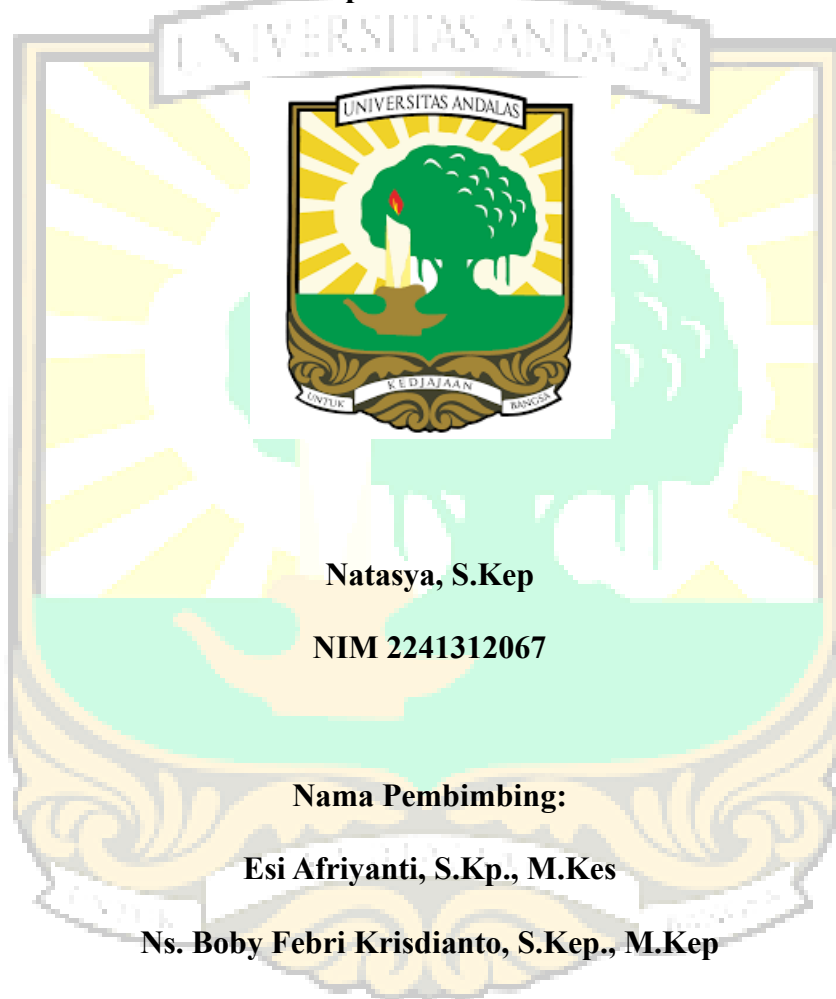 UNIVERSITAS ANDALAS
UNIVERSITAS ANDALAS
KEDJAJAAN
UNTUK
BANGSA
Natasya, S.Kep
NIM 2241312067
Nama Pembimbing:
Esi Afriyanti, S.Kp., M.Kes
Ns. Boby Febri Krisdianto, S.Kep., M.Kep
UNTUK